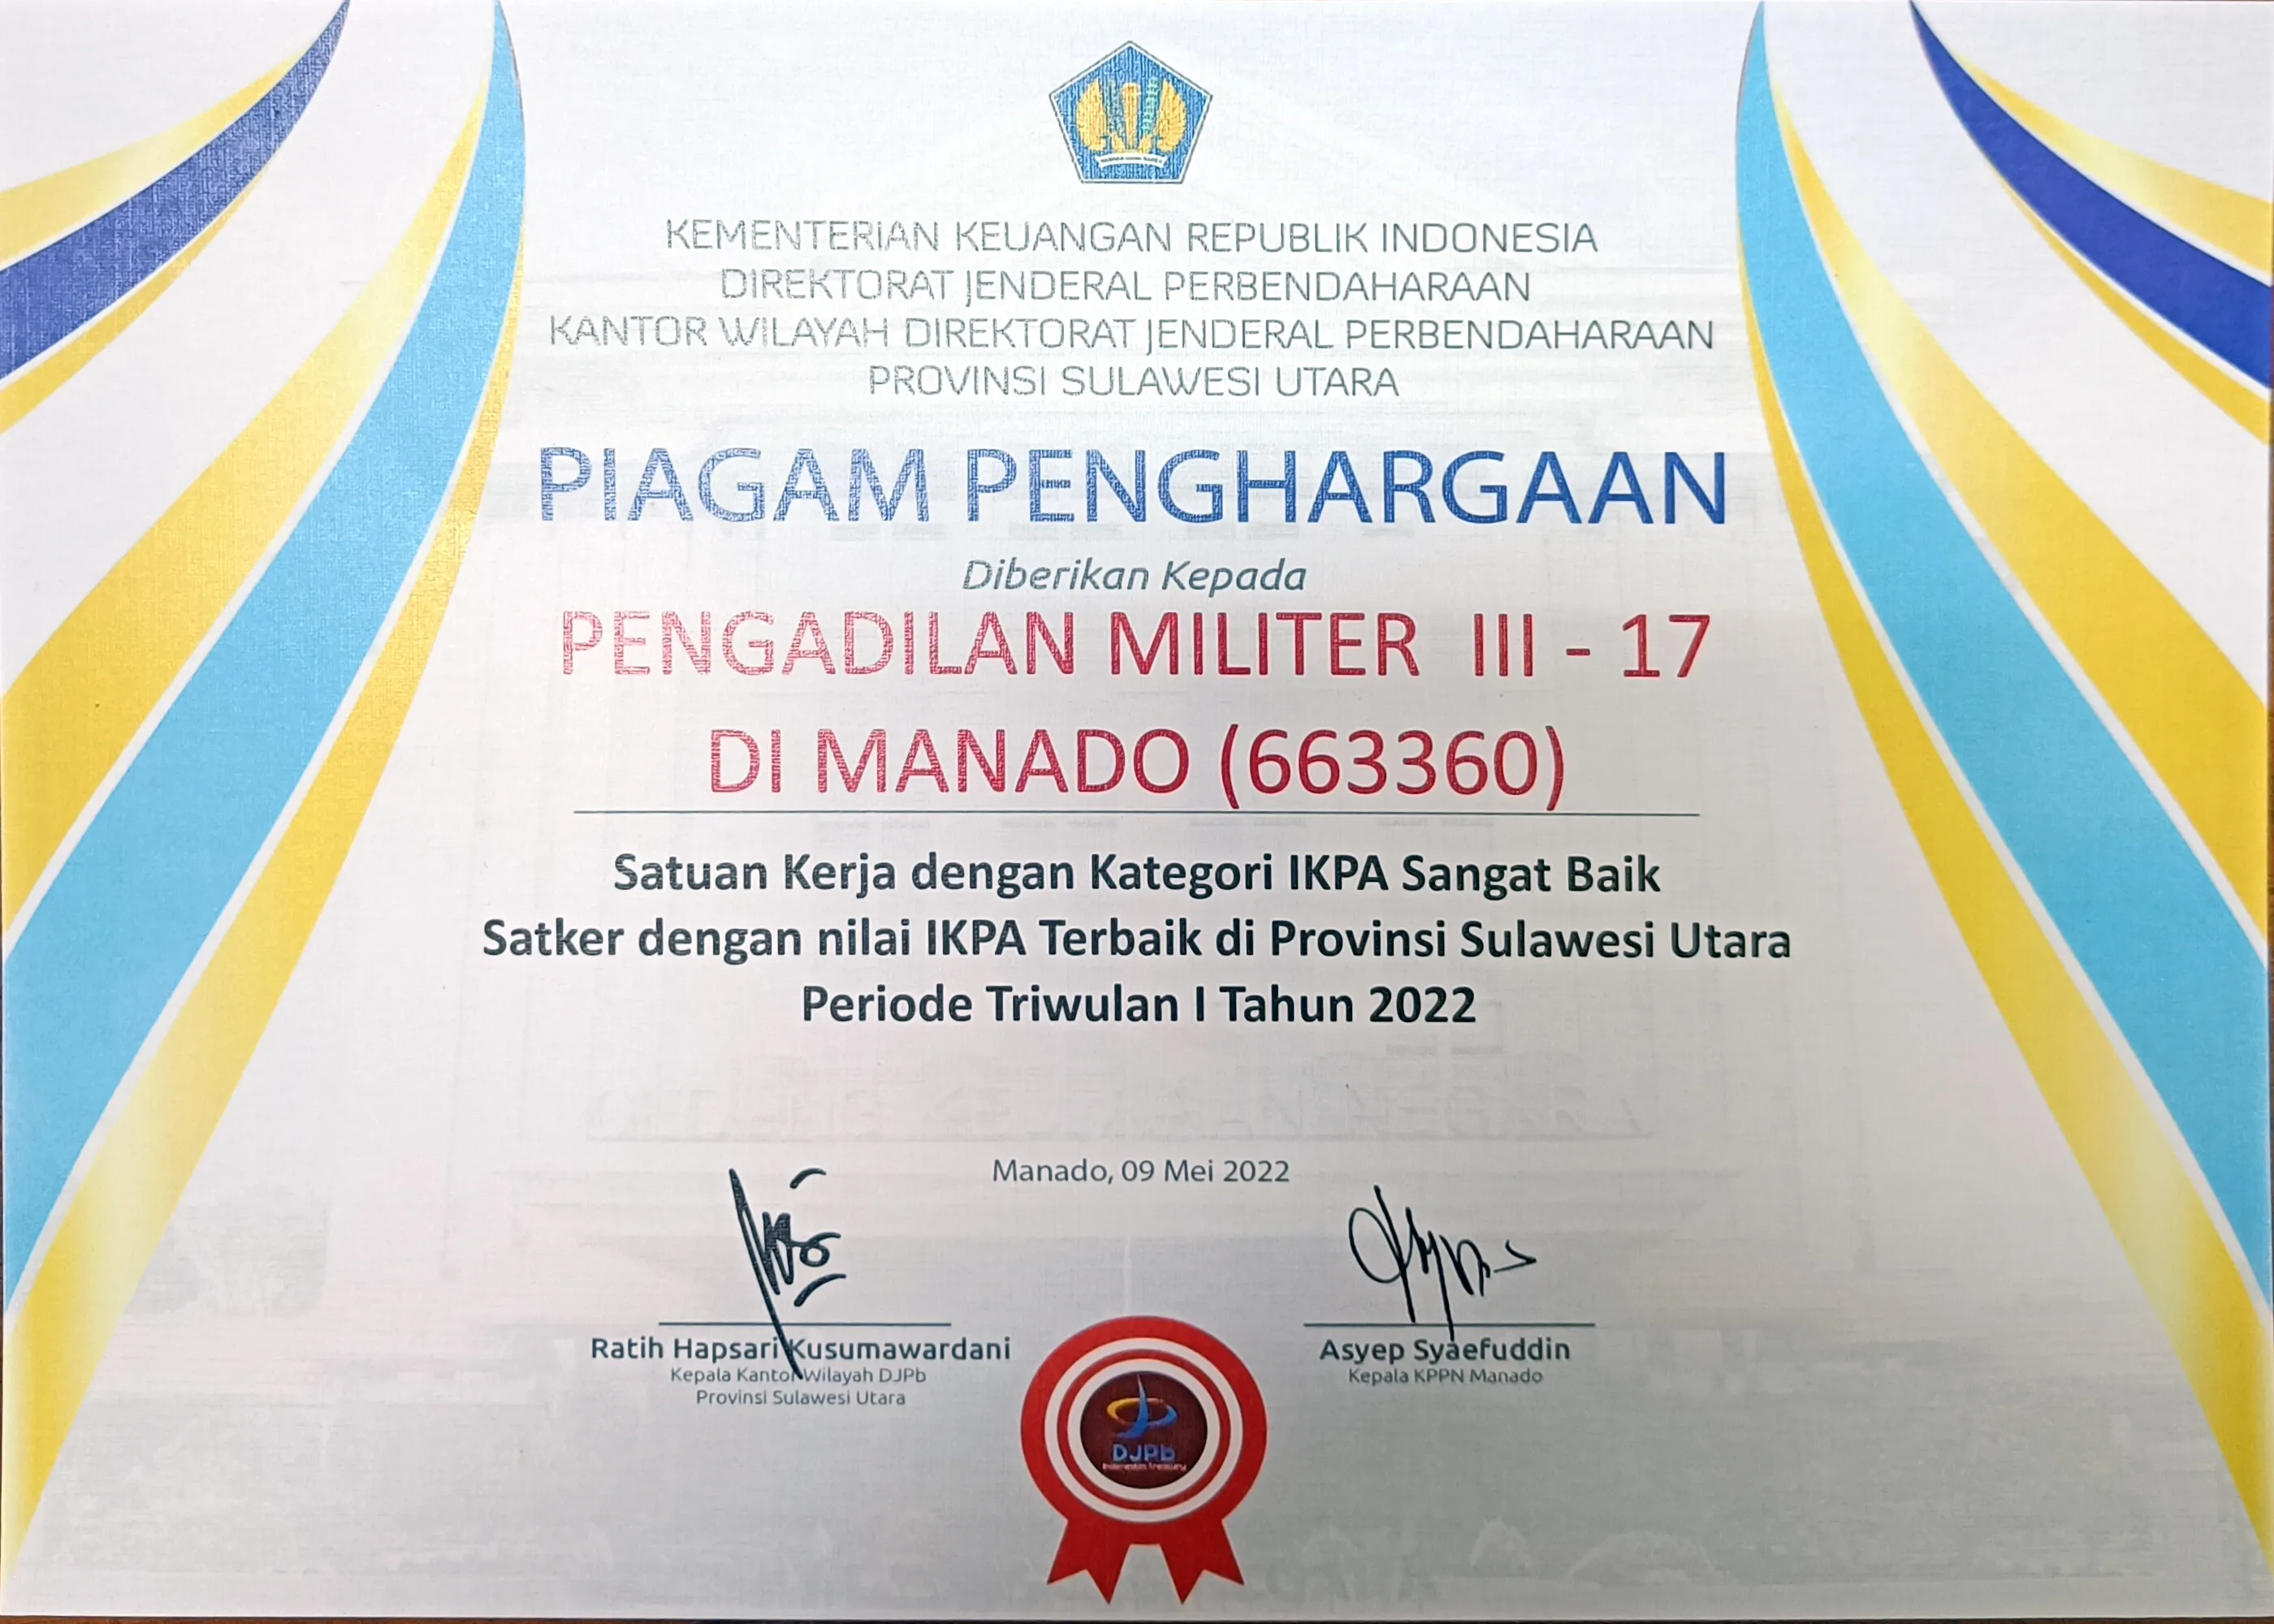 KEMENTERIAN KEUANGAN REPUBLIK INDONESIA
DIREKTORAT JENDERAL PERBENDAHARAAN
KANTOR WILAYAH DIREKTORAT JENDERAL PERBENDAHARAAN
PROVINSI SULAWESI UTARA
PIAGAM PENGHARGAAN
Diberikan Kepada
PENGADILAN MILITER III - 17
DI MANADO (663360)
Satuan Kerja dengan Kategori IKPA Sangat Baik
Satker dengan nilai IKPA Terbaik di Provinsi Sulawesi Utara
Periode Triwulan I Tahun 2022
Manado, 09 Mei 2022
Ratih Hapsari Kusumawardani
Kepala Kantor Wilayah DJPb
Provinsi Sulawesi Utara
Asyep Syaefuddin
Kepala KPPN Manado
DJPb